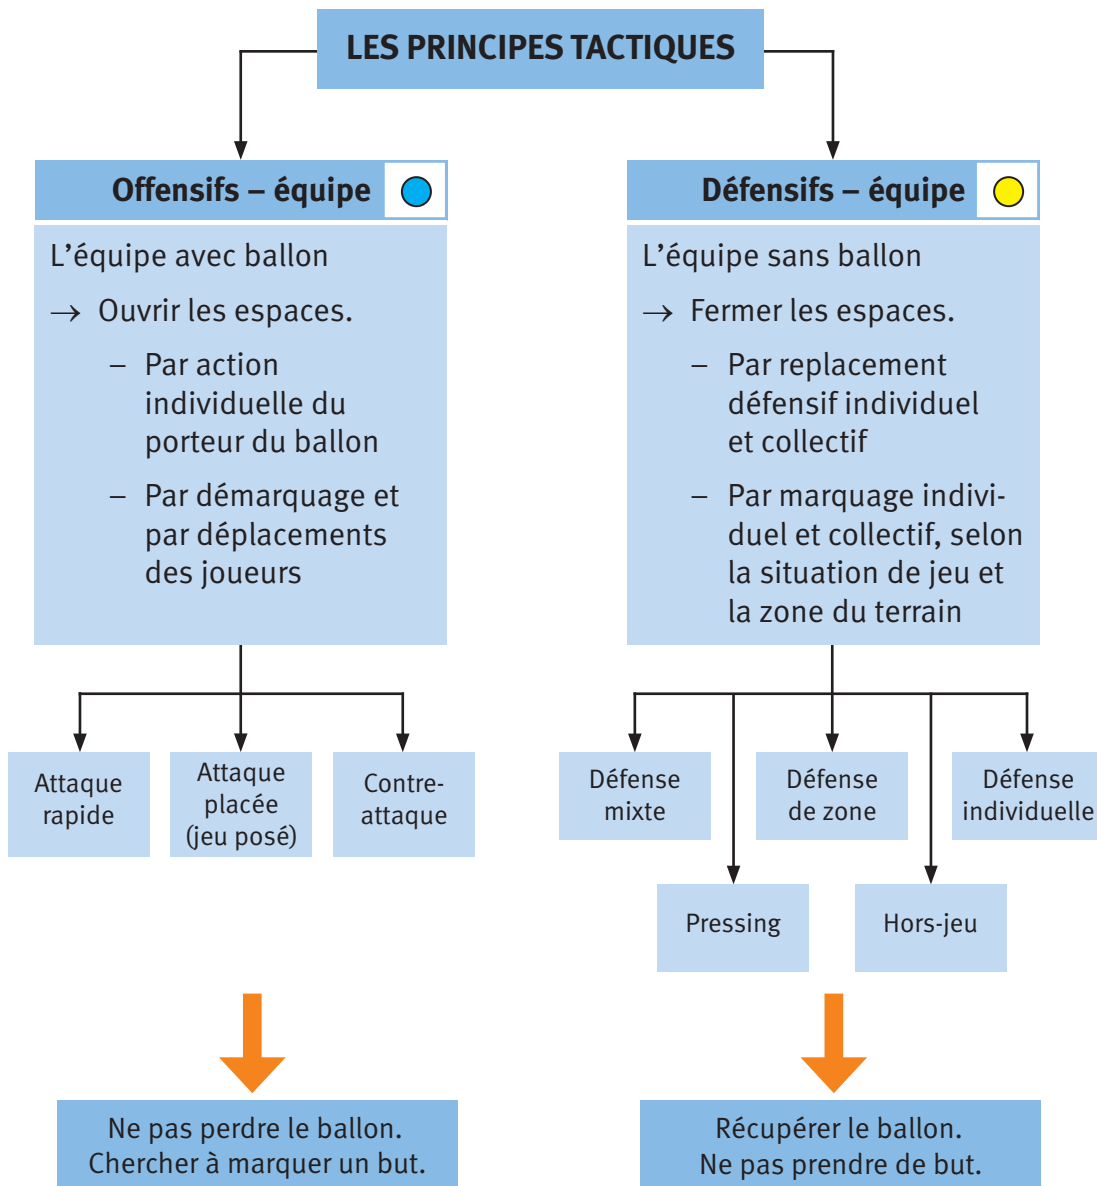 LES PRINCIPES TACTIQUES
Offensifs – équipe
L’équipe avec ballon
→ Ouvrir les espaces.
– Par action
individuelle du
porteur du ballon
– Par démarquage et
par déplacements
des joueurs
Attaque
rapide
Attaque
placée
(jeu posé)
Contre-
attaque
Ne pas perdre le ballon.
Chercher à marquer un but.
Défensifs – équipe
L’équipe sans ballon
→ Fermer les espaces.
– Par replacement
défensif individuel
et collectif
– Par marquage indivi-
duel et collectif, selon
la situation de jeu et
la zone du terrain
Défense
mixte
Défense
de zone
Défense
individuelle
Pressing
Hors-jeu
Récupérer le ballon.
Ne pas prendre de but.